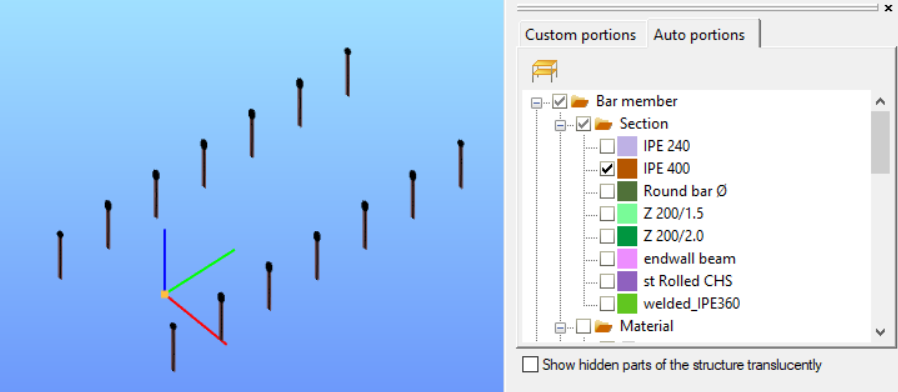 Custom portions
Auto portions
Bar member
Section
IPE 240
IPE 400
Round bar Ø
Z 200/1.5
Z 200/2.0
endwall beam
st Rolled CHS
welded_IPE360
Material
Show hidden parts of the structure translucently